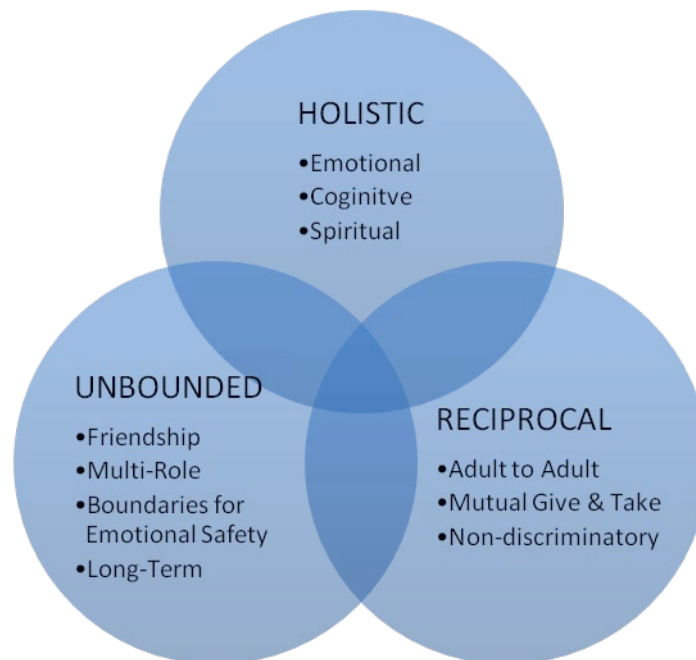 HOLISTIC
•Emotional
•Coginitve
•Spiritual
UNBOUNDED
•Friendship
•Multi-Role
•Boundaries for
Emotional Safety
•Long-Term
RECIPROCAL
•Adult to Adult
•Mutual Give & Take
•Non-discriminatory